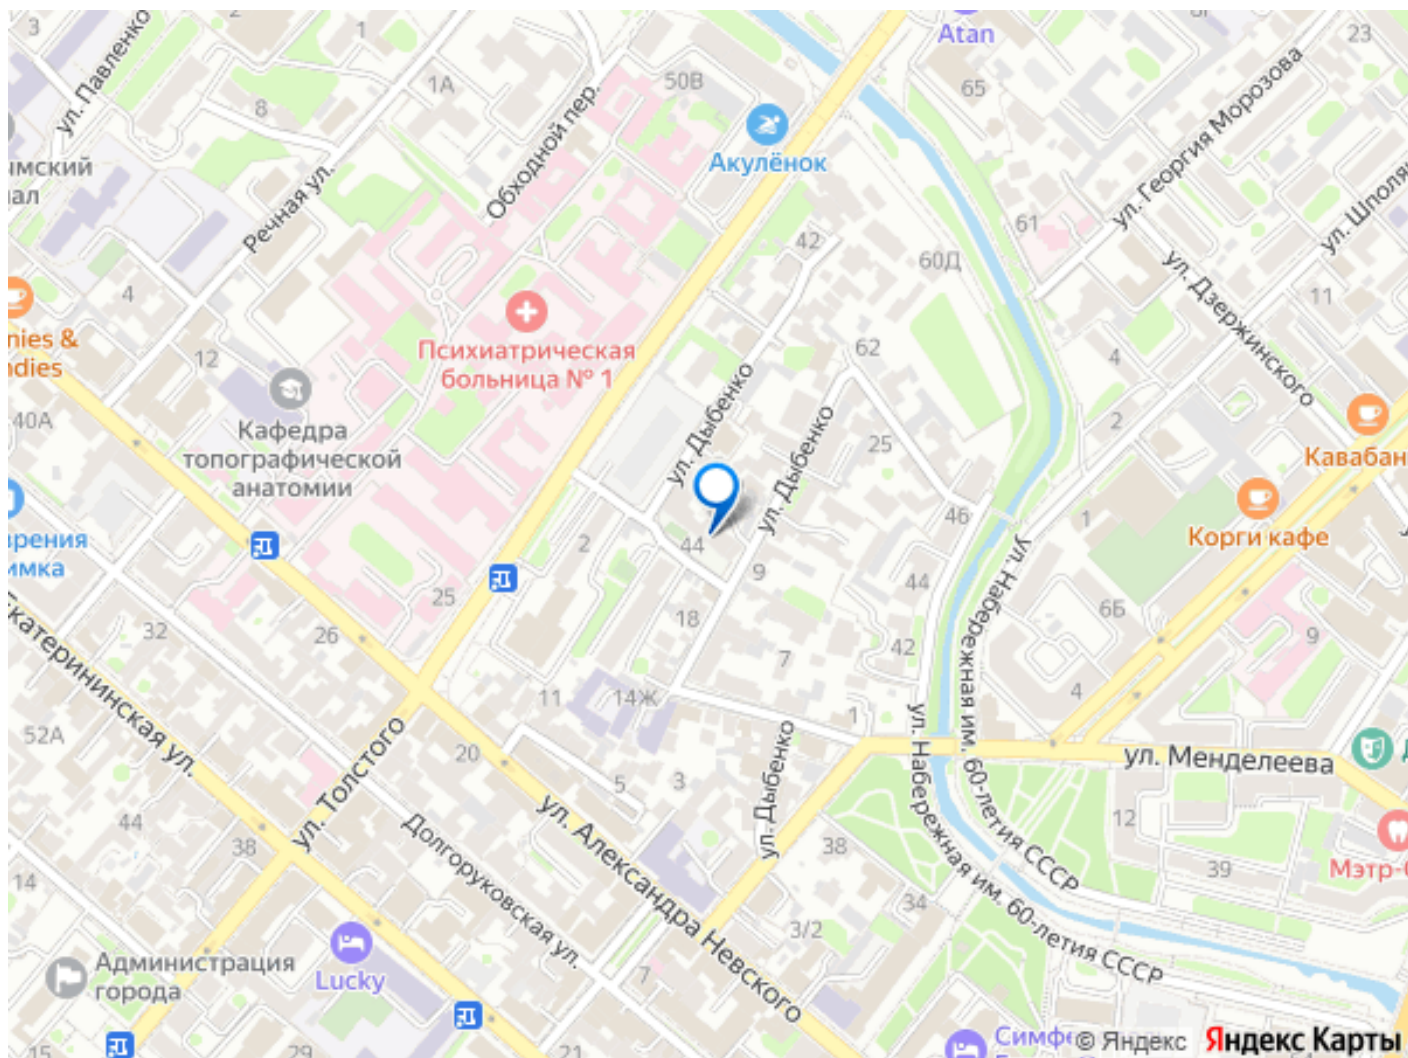 3
1
ул. Павленко
1А
8
50В
Обходной пер.
Акулёнок
Atan
65
23
ул. Георгия Морозова
ул. Шполян
Речная ул.
4
12
40А
Кафедра
топографической
анатомии
Психиатрическая
больница № 1
42
60Д
61
62
ул. Дзержинского
11
4
2
Кавабан
Корги кафе
1
ул. Дыбенко
ул. Дыбенко
25
46
44
2
44
9
18
25
26
32
42
7
11
14Ж
1
6Б
9
4
ул. Набережная им. 60-летия СССР
ул. Набережная им. 60-летия СССР
ул. Менделеева
Екатерининская ул.
52А
ул. Толстого
20
5
3
ул. Дыбенко
44
38
14
Долгоруковская ул.
ул. Александра Невского
38
34
3/2
12
39
Мэтр-
Администрация
города
Lucky
7
29
21
Симфе
© Яндекс
Яндекс Карты